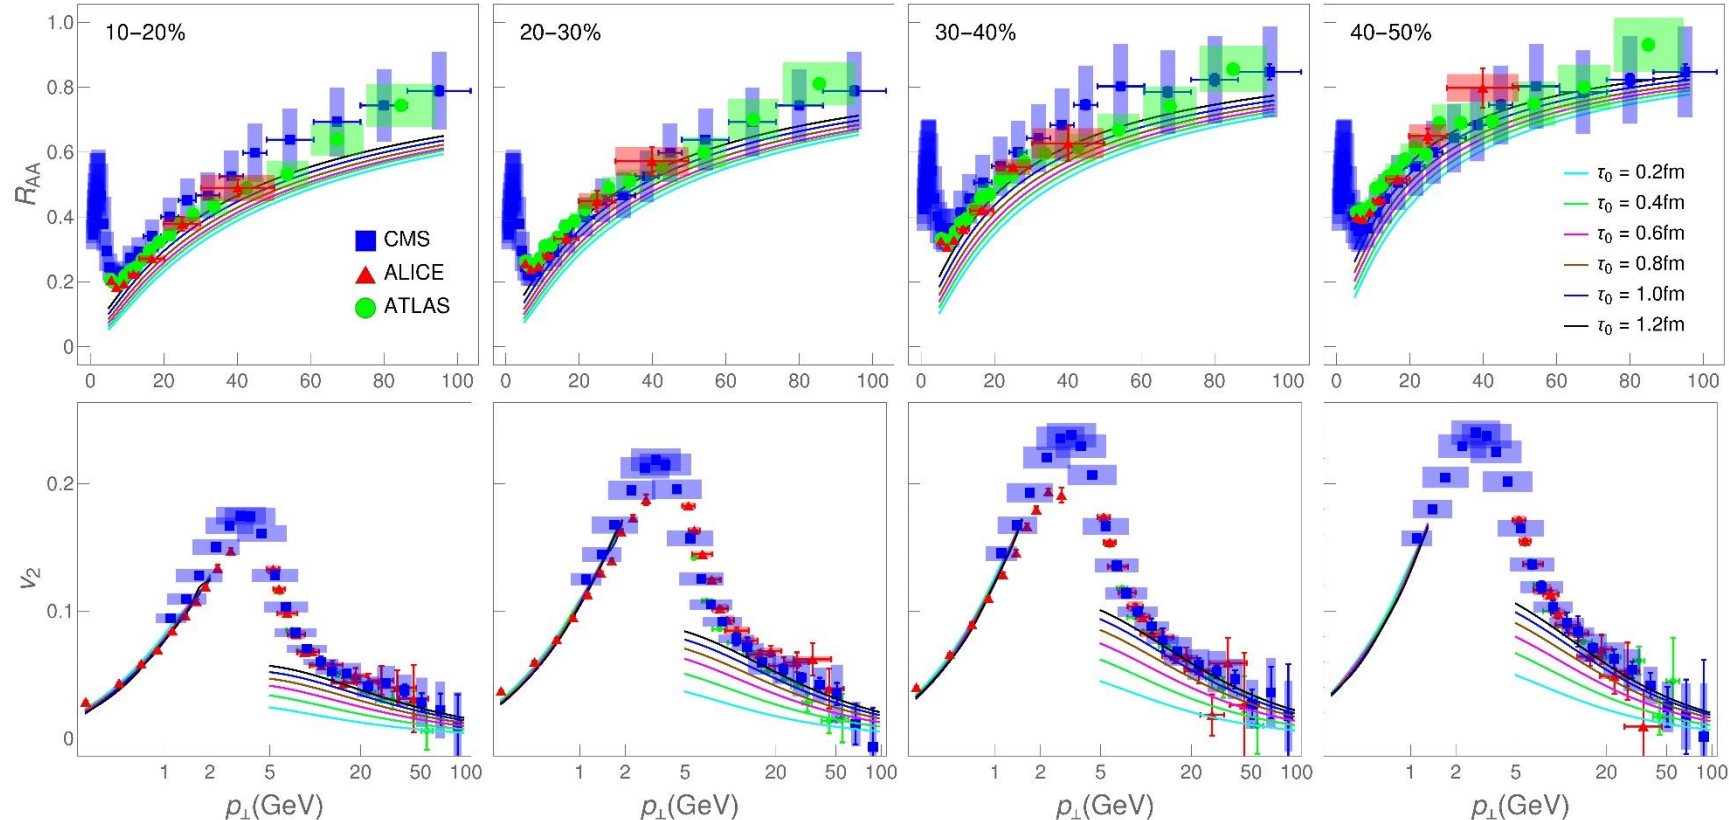 10−20%
20−30%
30−40%
40−50%
1.0
0.8
0.6
0.4
0.2
0
R_AA
CMS
ALICE
ATLAS
τ₀ = 0.2fm
τ₀ = 0.4fm
τ₀ = 0.6fm
τ₀ = 0.8fm
τ₀ = 1.0fm
τ₀ = 1.2fm
0 20 40 60 80 100
0 20 40 60 80 100
0 20 40 60 80 100
0 20 40 60 80 100
0.2
0.1
0
v₂
1 2 5 20 50 100
1 2 5 20 50 100
1 2 5 20 50 100
1 2 5 20 50 100
p⊥(GeV)
p⊥(GeV)
p⊥(GeV)
p⊥(GeV)